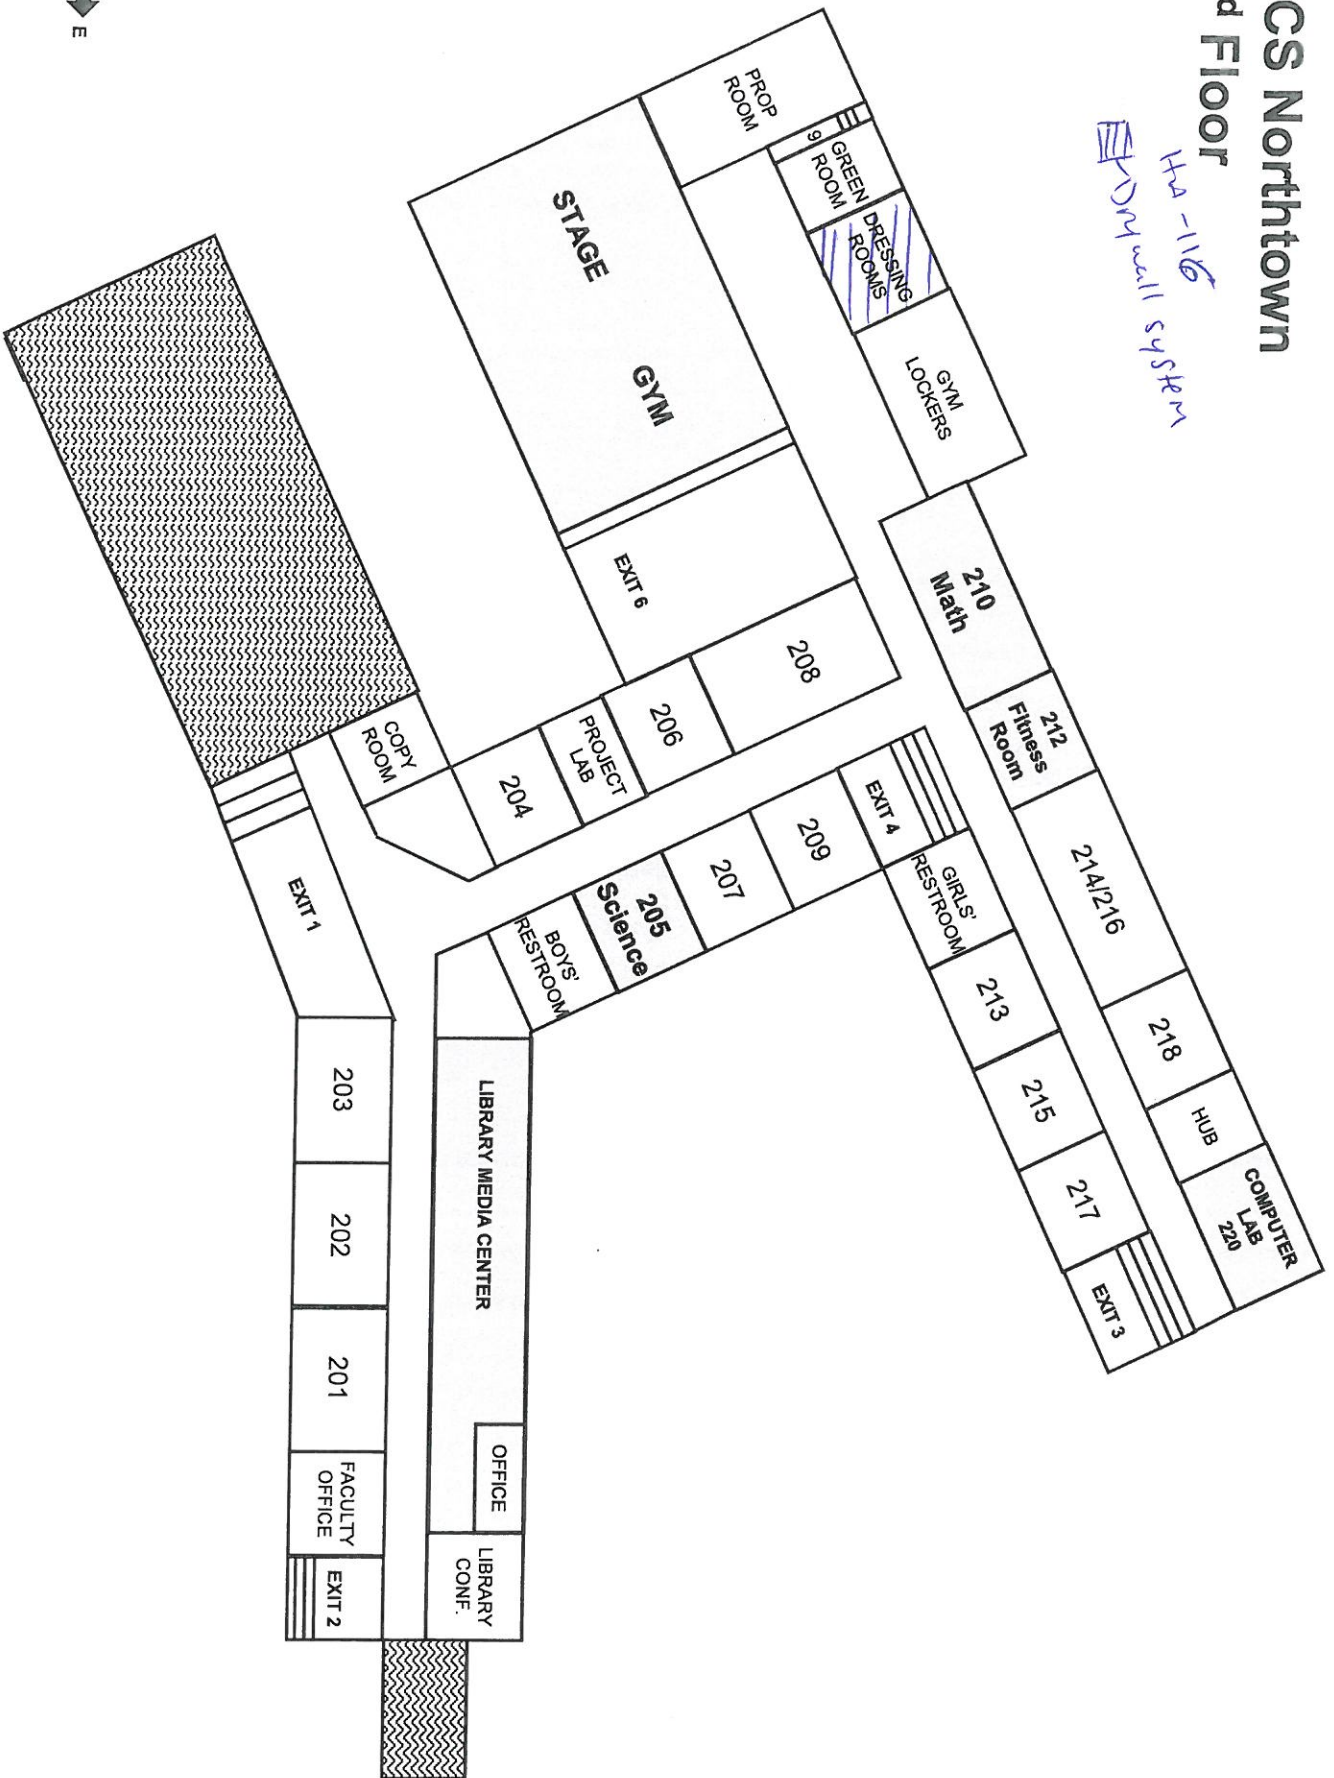 CS Northtown
d Floor
HA-116
Drywall system
E
PROP
ROOM
9
GREEN
ROOM
DRESSING
ROOMS
GYM
LOCKERS
STAGE
GYM
EXIT 6
210
Math
212
Fitness
Room
214/216
218
HUB
COMPUTER
LAB
220
208
206
PROJECT
LAB
204
COPY
ROOM
EXIT 4
209
207
205
Science
BOYS'
RESTROOM
GIRLS'
RESTROOM
213
215
217
EXIT 3
EXIT 1
203
202
201
FACULTY
OFFICE
EXIT 2
LIBRARY MEDIA CENTER
OFFICE
LIBRARY
CONF.